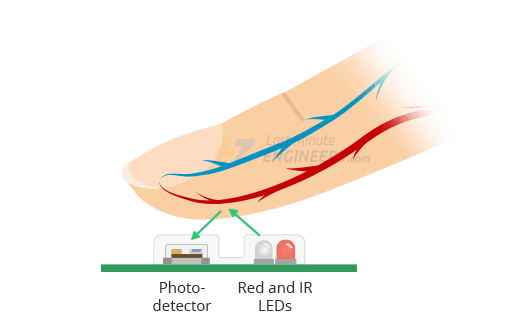 Last Minute
ENGINEERS.com
Photo-
detector
Red and IR
LEDs